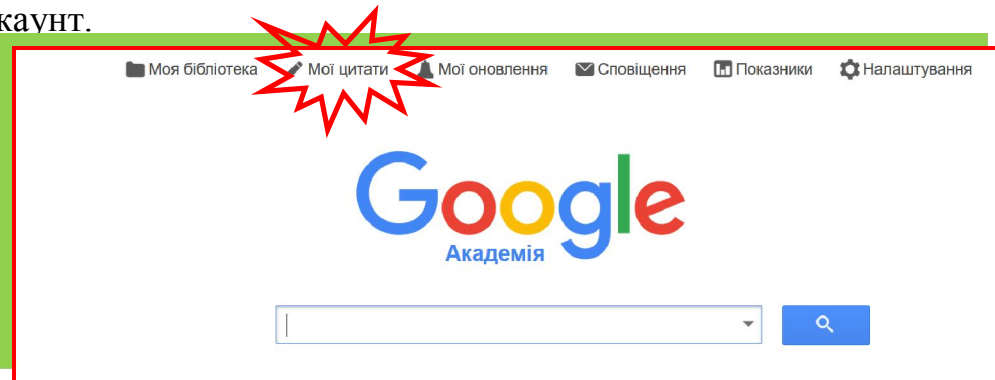 каунт.
Моя бібліотека Мої цитати Мої оновлення Сповіщення Показники Налаштування
Google
Академія